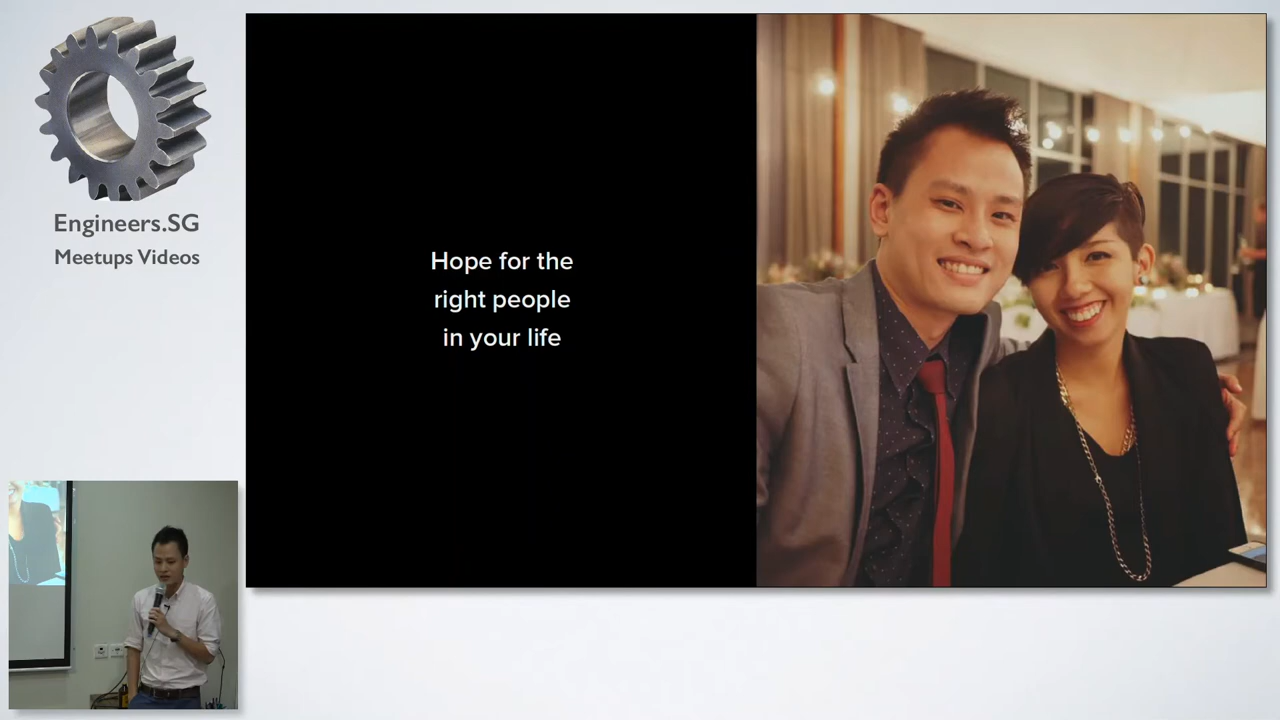 Engineers.SG
Meetups Videos
Hope for the
right people
in your life